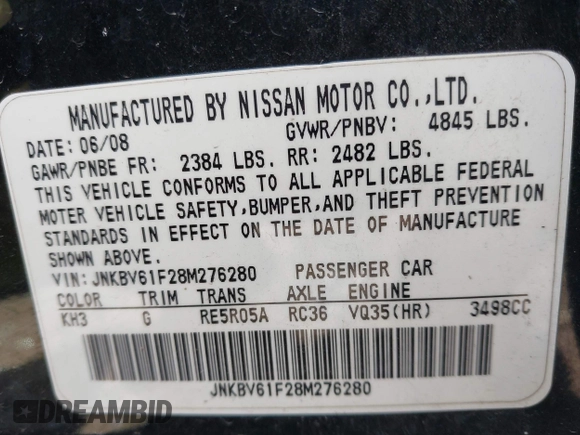 MANUFACTURED BY NISSAN MOTOR CO.,LTD.
DATE: 06/08 GVWR/PNBV: 4845 LBS.
GAWR/PNBE FR: 2384 LBS. RR: 2482 LBS.
THIS VEHICLE CONFORMS TO ALL APPLICABLE FEDERAL
MOTOR VEHICLE SAFETY,BUMPER,AND THEFT PREVENTION
STANDARDS IN EFFECT ON THE DATE OF MANUFACTURE
SHOWN ABOVE.
VIN: JNKBV61F28M276280 PASSENGER CAR
COLOR TRIM TRANS AXLE ENGINE
KH3 G RE5R05A RC36 VQ35(HR) 3498CC
JNKBV61F28M276280
DREAMBID